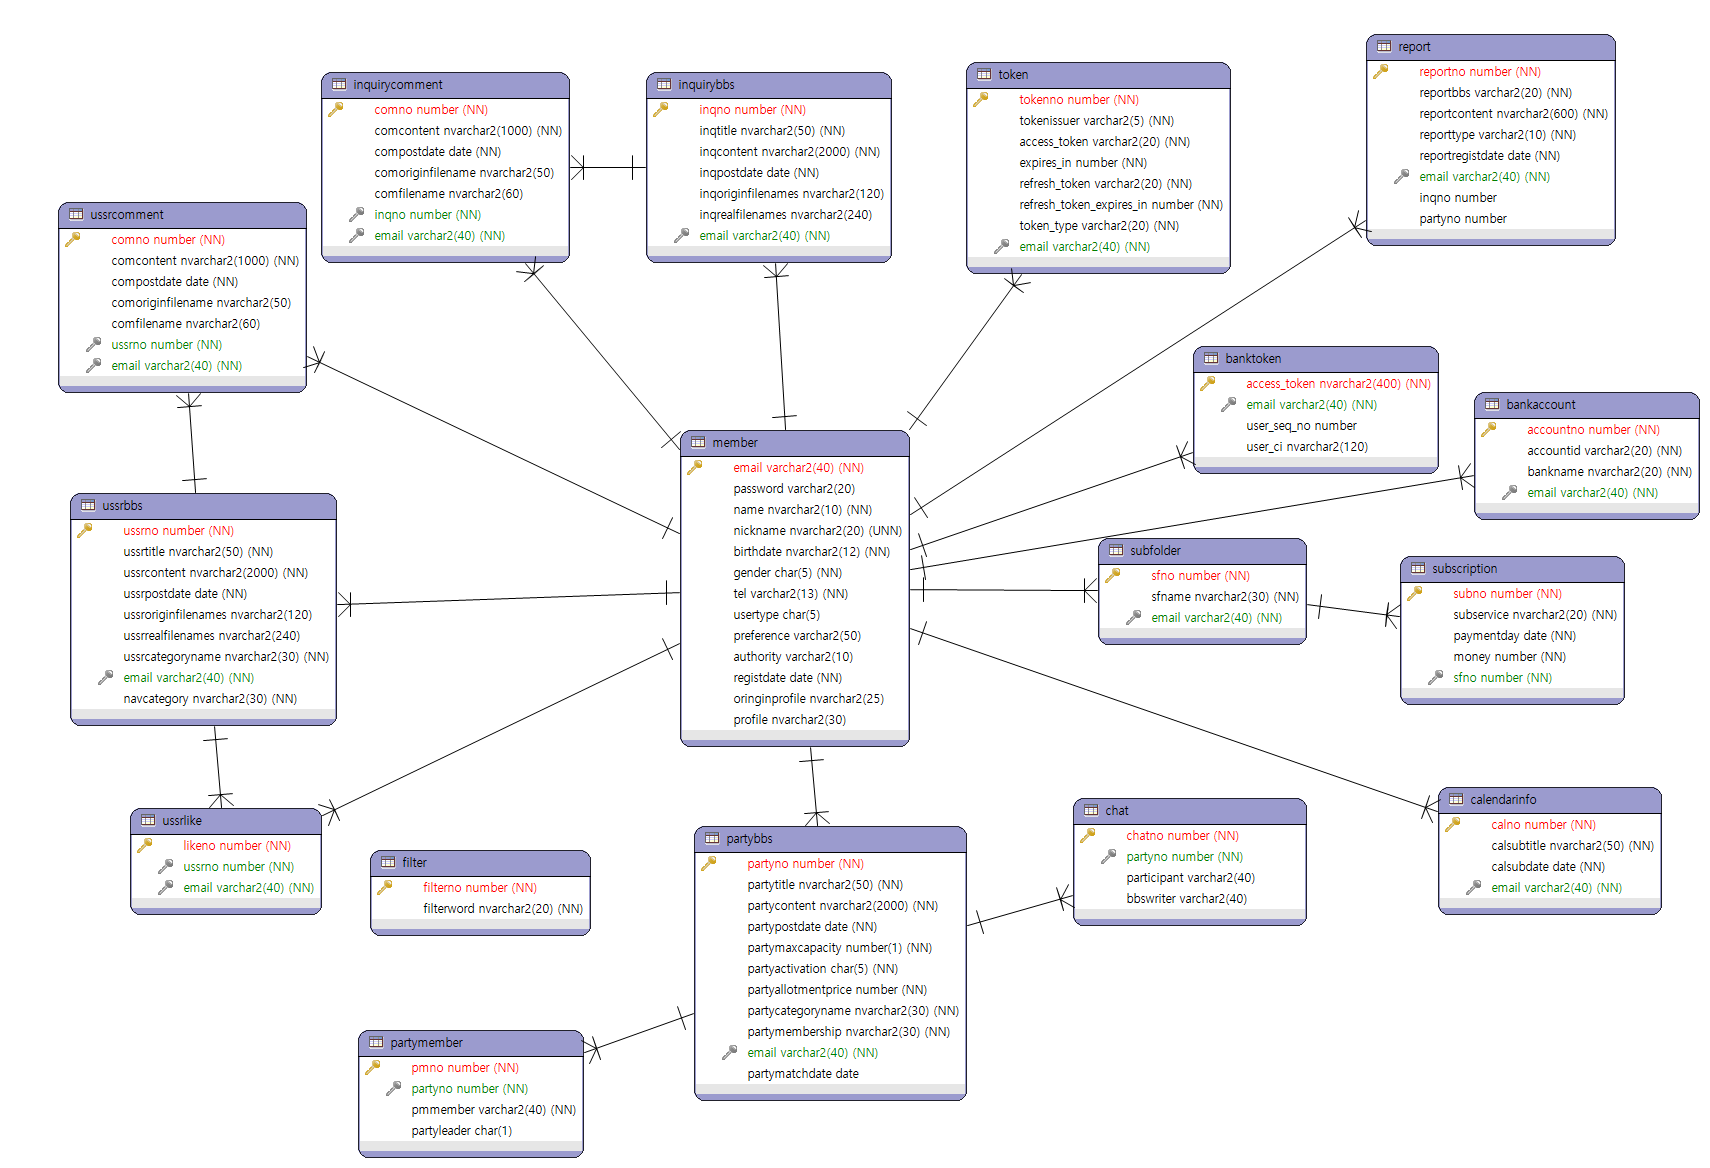 report
reportno number (NN)
reportbbs varchar2(20) (NN)
reportcontent nvarchar2(600) (NN)
reporttype varchar2(10) (NN)
reportregistdate date (NN)
email varchar2(40) (NN)
inqno number
partyno number
token
tokenno number (NN)
tokenissuer varchar2(5) (NN)
access_token varchar2(20) (NN)
expires_in number (NN)
refresh_token varchar2(20) (NN)
refresh_token_expires_in number (NN)
token_type varchar2(20) (NN)
email varchar2(40) (NN)
inquirycomment
comno number (NN)
comcontent nvarchar2(1000) (NN)
compostdate date (NN)
comoriginfilename nvarchar2(50)
comfilename nvarchar2(60)
inqno number (NN)
email varchar2(40) (NN)
inquirybbs
inqno number (NN)
inqtitle nvarchar2(50) (NN)
inqcontent nvarchar2(2000) (NN)
inqpostdate date (NN)
inqoriginfilenames nvarchar2(120)
inqrealfilenames nvarchar2(240)
email varchar2(40) (NN)
ussrcomment
comno number (NN)
comcontent nvarchar2(1000) (NN)
compostdate date (NN)
comoriginfilename nvarchar2(50)
comfilename nvarchar2(60)
ussrno number (NN)
email varchar2(40) (NN)
banktoken
access_token nvarchar2(400) (NN)
email varchar2(40) (NN)
user_seq_no number
user_ci nvarchar2(120)
bankaccount
accountno number (NN)
accountid varchar2(20) (NN)
bankname nvarchar2(20) (NN)
email varchar2(40) (NN)
member
email varchar2(40) (NN)
password varchar2(20)
name nvarchar2(10) (NN)
nickname nvarchar2(20) (UNN)
birthdate nvarchar2(12) (NN)
gender char(5) (NN)
tel varchar2(13) (NN)
usertype char(5)
preference varchar2(50)
authority varchar2(10)
registdate date (NN)
oringinprofile nvarchar2(25)
profile nvarchar2(30)
ussrbbs
ussrno number (NN)
ussrtitle nvarchar2(50) (NN)
ussrcontent nvarchar2(2000) (NN)
ussrpostdate date (NN)
ussroriginfilenames nvarchar2(120)
ussrrealfilenames nvarchar2(240)
ussrcategoryname nvarchar2(30) (NN)
email varchar2(40) (NN)
navcategory nvarchar2(30) (NN)
subfolder
sfno number (NN)
sfname nvarchar2(30) (NN)
email varchar2(40) (NN)
subscription
subno number (NN)
subservice nvarchar2(20) (NN)
paymentday date (NN)
money number (NN)
sfno number (NN)
calendarinfo
calno number (NN)
calsubtitle nvarchar2(50) (NN)
calsubdate date (NN)
email varchar2(40) (NN)
chat
chatno number (NN)
partyno number (NN)
participant varchar2(40)
bbswriter varchar2(40)
ussrlike
likeno number (NN)
ussrno number (NN)
email varchar2(40) (NN)
filter
filterno number (NN)
filterword nvarchar2(20) (NN)
partybbs
partyno number (NN)
partytitle nvarchar2(50) (NN)
partycontent nvarchar2(2000) (NN)
partypostdate date (NN)
partymaxcapacity number(1) (NN)
partyactivation char(5) (NN)
partyallotmentprice number (NN)
partycategoryname nvarchar2(30) (NN)
partymembership nvarchar2(30) (NN)
email varchar2(40) (NN)
partymatchdate date
partymember
pmno number (NN)
partyno number (NN)
pmmember varchar2(40) (NN)
partyleader char(1)